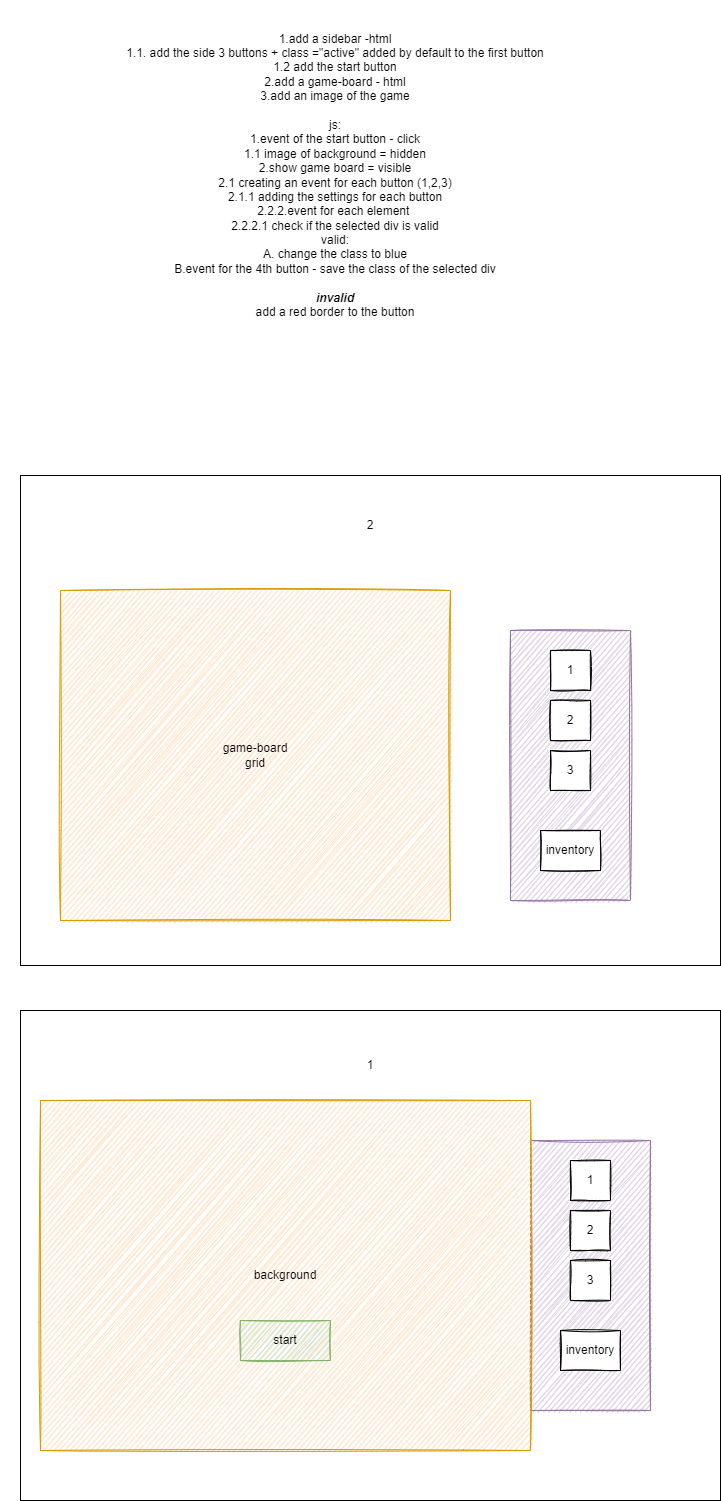 1.add a sidebar -html
1.1. add the side 3 buttons + class ="active" added by default to the first button
1.2 add the start button
2.add a game-board - html
3.add an image of the game
js:
1.event of the start button - click
1.1 image of background = hidden
2.show game board = visible
2.1 creating an event for each button (1,2,3)
2.1.1 adding the settings for each button
2.2.2.event for each element
2.2.2.1 check if the selected div is valid
valid:
A. change the class to blue
B.event for the 4th button - save the class of the selected div
invalid
add a red border to the button
2
game-board
grid
1
2
3
inventory
1
background
start
1
2
3
inventory